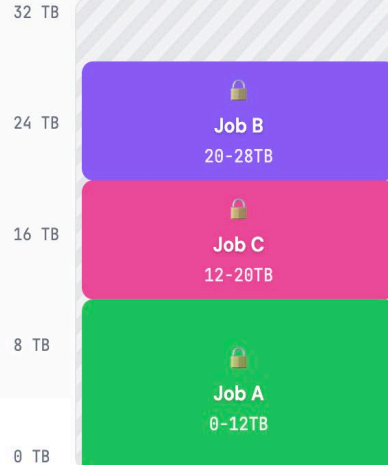 32 TB
24 TB
16 TB
8 TB
0 TB
Job B
20-28TB
Job C
12-20TB
Job A
0-12TB